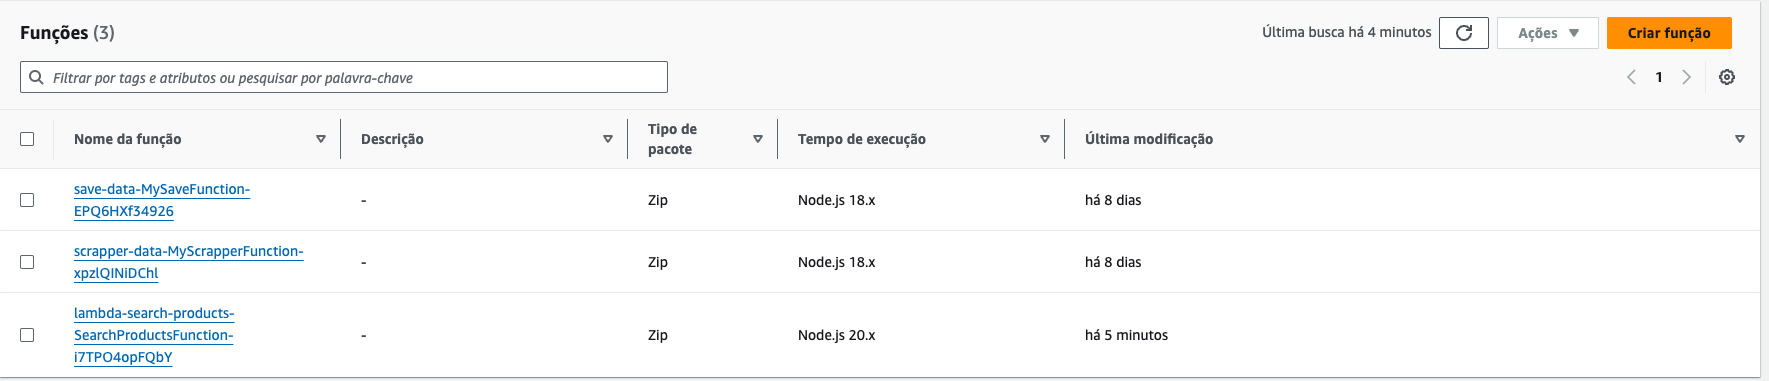 Funções (3)
Última busca há 4 minutos
Ações
Criar função
Filtrar por tags e atributos ou pesquisar por palavra-chave
1
Nome da função
Descrição
Tipo de
pacote
Tempo de execução
Última modificação
save-data-MySaveFunction-
EPQ6HXf34926
-
Zip
Node.js 18.x
há 8 dias
scrapper-data-MyScrapperFunction-
xpzlQINiDChl
-
Zip
Node.js 18.x
há 8 dias
lambda-search-products-
SearchProductsFunction-
i7TPO4opFQbY
-
Zip
Node.js 20.x
há 5 minutos